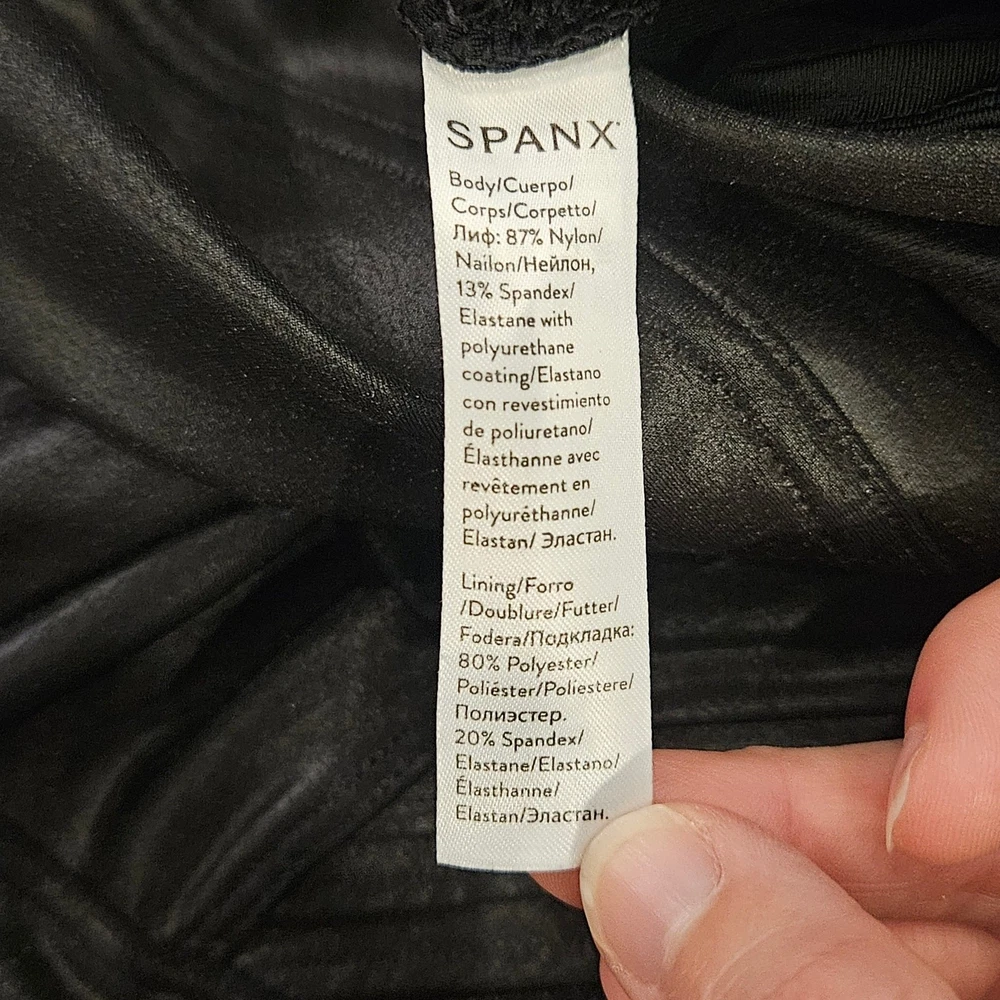 SPANX
Body/Cuerpo/
Corps/Corpetto/
Лиф: 87% Nylon/
Nailon/Нейлон,
13% Spandex/
Elastane with
polyurethane
coating/Elastano
con revestimiento
de poliuretano/
Élasthanne avec
revêtement en
polyuréthanne/
Elastan/ Эластан.
Lining/Forro
/Doublure/Futter/
Fodera/Подкладка:
80% Polyester/
Poliéster/Poliestere/
Полиэстер.
20% Spandex/
Elastane/Elastano/
Élasthanne/
Elastan/Эластан.